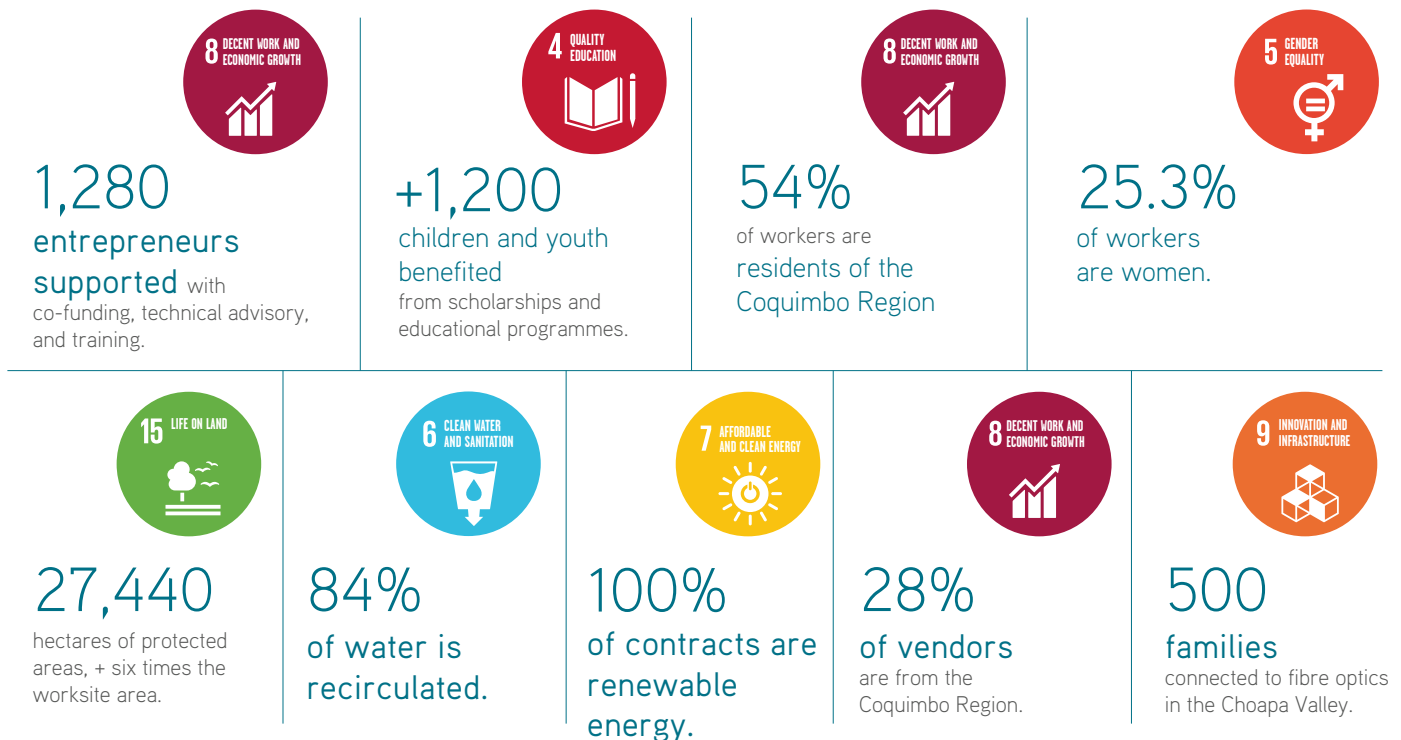 8 DECENT WORK AND
ECONOMIC GROWTH
1,280
entrepreneurs
supported with
co-funding, technical advisory,
and training.
4 QUALITY
EDUCATION
+1,200
children and youth
benefited
from scholarships and
educational programmes.
8 DECENT WORK AND
ECONOMIC GROWTH
54%
of workers are
residents of the
Coquimbo Region
5 GENDER
EQUALITY
25.3%
of workers
are women.
15 LIFE ON LAND
27,440
hectares of protected
areas, + six times the
worksite area.
6 CLEAN WATER
AND SANITATION
84%
of water is
recirculated.
7 AFFORDABLE
AND CLEAN ENERGY
100%
of contracts are
renewable
energy.
8 DECENT WORK AND
ECONOMIC GROWTH
28%
of vendors
are from the
Coquimbo Region.
9 INNOVATION AND
INFRASTRUCTURE
500
families
connected to fibre optics
in the Choapa Valley.